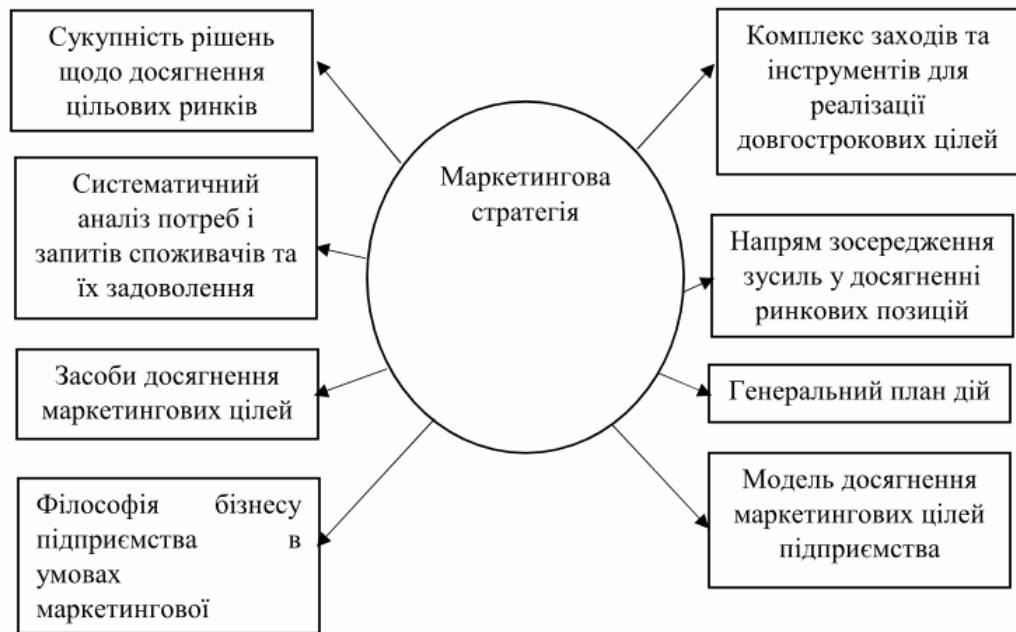 Сукупність рішень
щодо досягнення
цільових ринків
Систематичний
аналіз потреб і
запитів споживачів та
їх задоволення
Засоби досягнення
маркетингових цілей
Філософія бізнесу
підприємства в
умовах
маркетингової
Маркетингова
стратегія
Комплекс заходів та
інструментів для
реалізації
довгострокових цілей
Напрям зосередження
зусиль у досягненні
ринкових позицій
Генеральний план дій
Модель досягнення
маркетингових цілей
підприємства